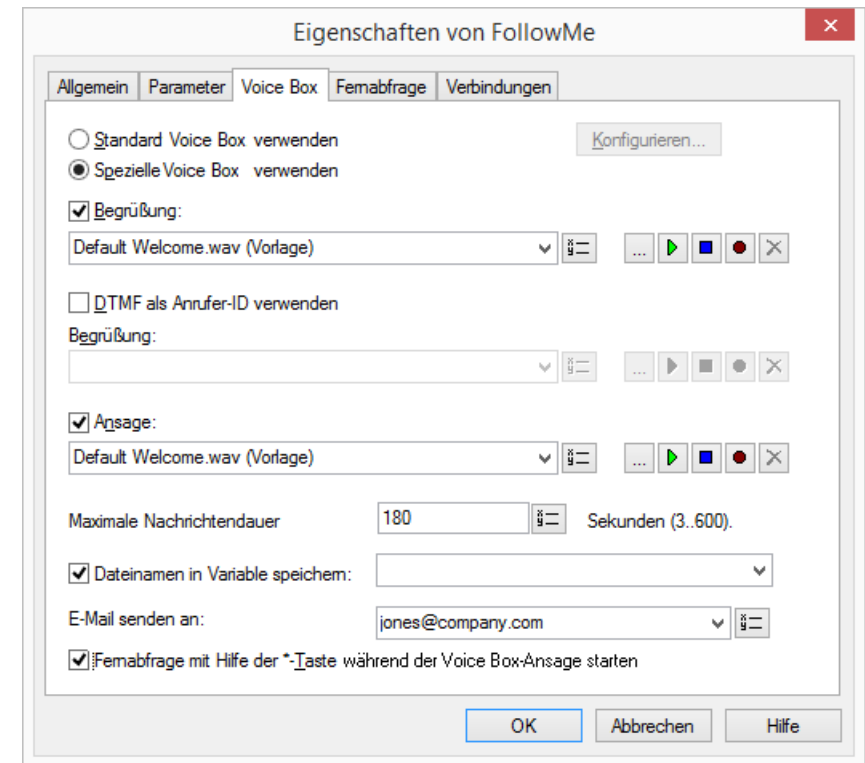 Eigenschaften von FollowMe
Allgemein Parameter Voice Box Fernabfrage Verbindungen
Standard Voice Box verwenden Konfigurieren...
Spezielle Voice Box verwenden
Begrüßung:
Default Welcome.wav (Vorlage) ...
DTMF als Anrufer-ID verwenden
Begrüßung:
...
Ansage:
Default Welcome.wav (Vorlage) ...
Maximale Nachrichtendauer 180 Sekunden (3..600).
Dateinamen in Variable speichern:
E-Mail senden an: jones@company.com
Fernabfrage mit Hilfe der *-Taste während der Voice Box-Ansage starten
OK Abbrechen Hilfe